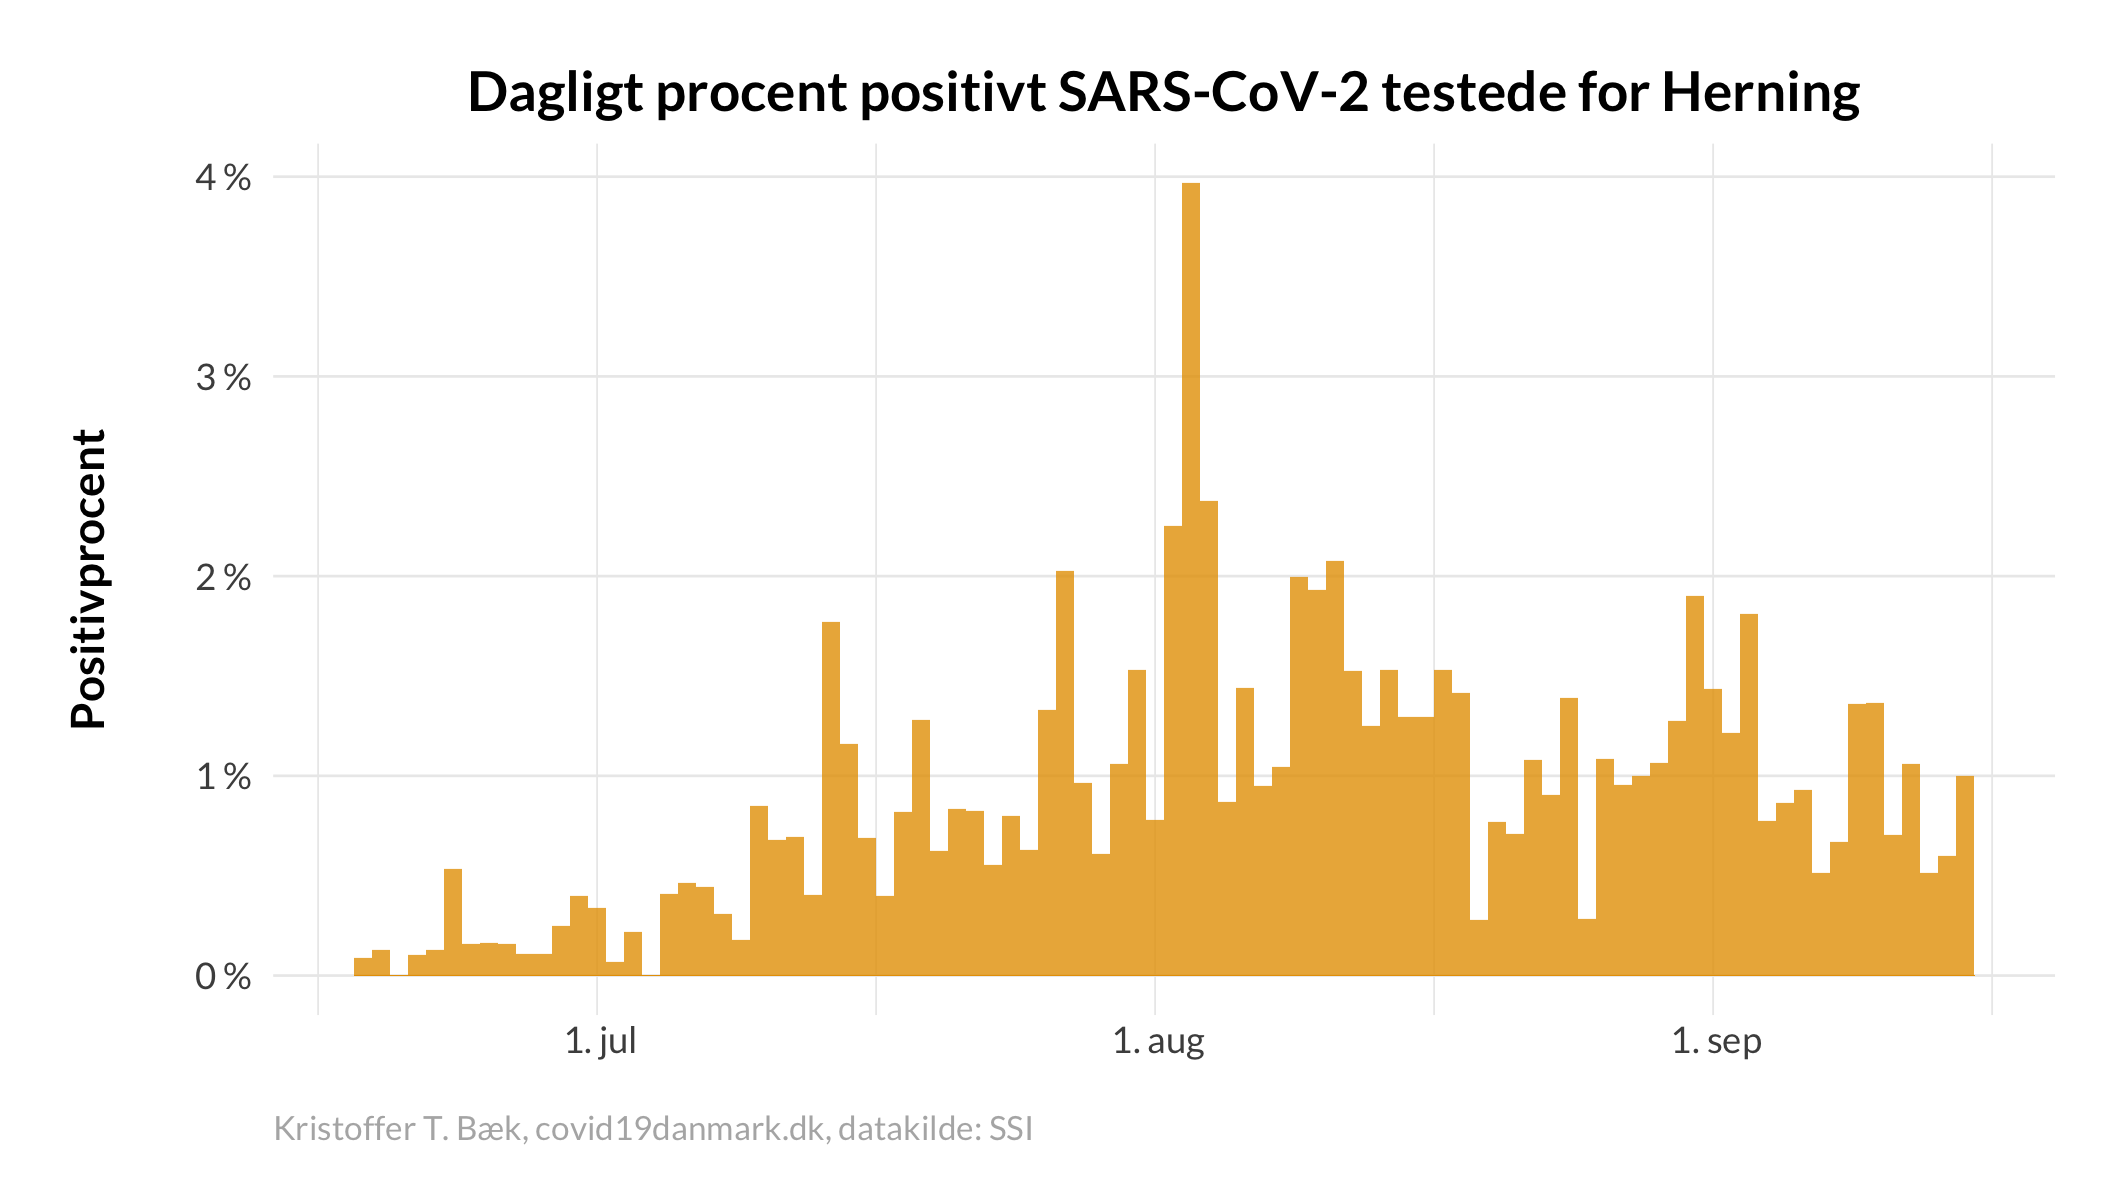 Dagligt procent positivt SARS-CoV-2 testede for Herning
Positivprocent
4 %
3 %
2 %
1 %
0 %
1. jul
1. aug
1. sep
Kristoffer T. Bæk, covid19danmark.dk, datakilde: SSI